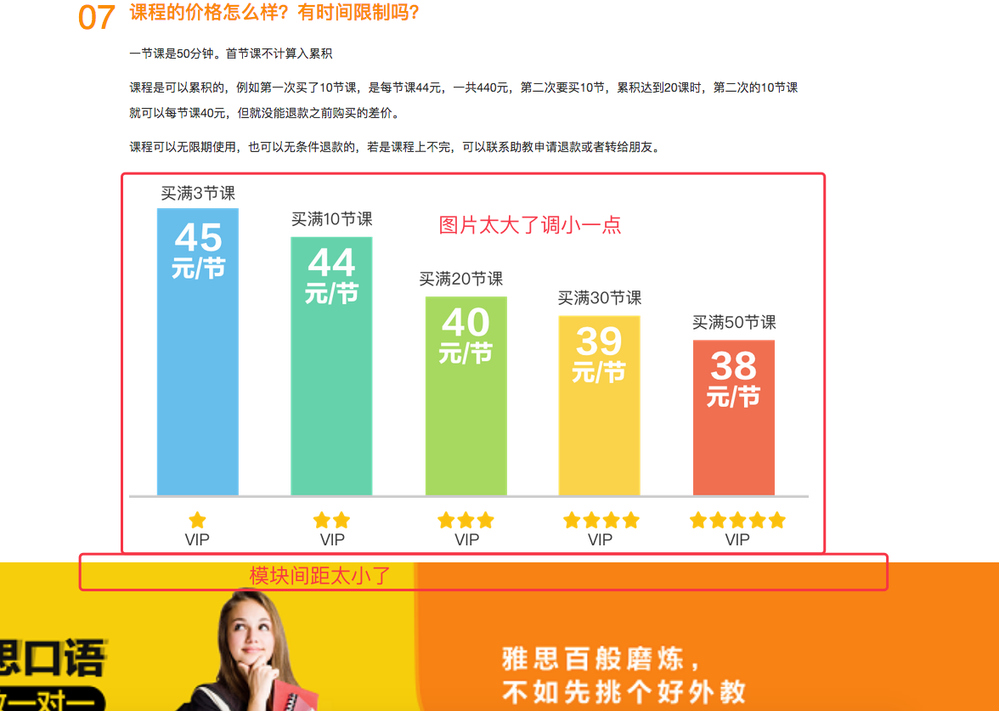 07 课程的价格怎么样？有时间限制吗？
一节课是50分钟。首节课不计算入累积
课程是可以累积的，例如第一次买了10节课，是每节课44元，一共440元，第二次要买10节，累积达到20课时，第二次的10节课
就可以每节课40元，但就没能退款之前购买的差价。
课程可以无限期使用，也可以无条件退款的，若是课程上不完，可以联系助教申请退款或者转给朋友。
买满3节课
45
元/节
买满10节课
44
元/节
图片太大了调小一点
买满20节课
40
元/节
买满30节课
39
元/节
买满50节课
38
元/节
VIP
VIP
VIP
VIP
VIP
模块间距太小了
思口语
一对一
雅思百般磨炼，
不如先挑个好外教